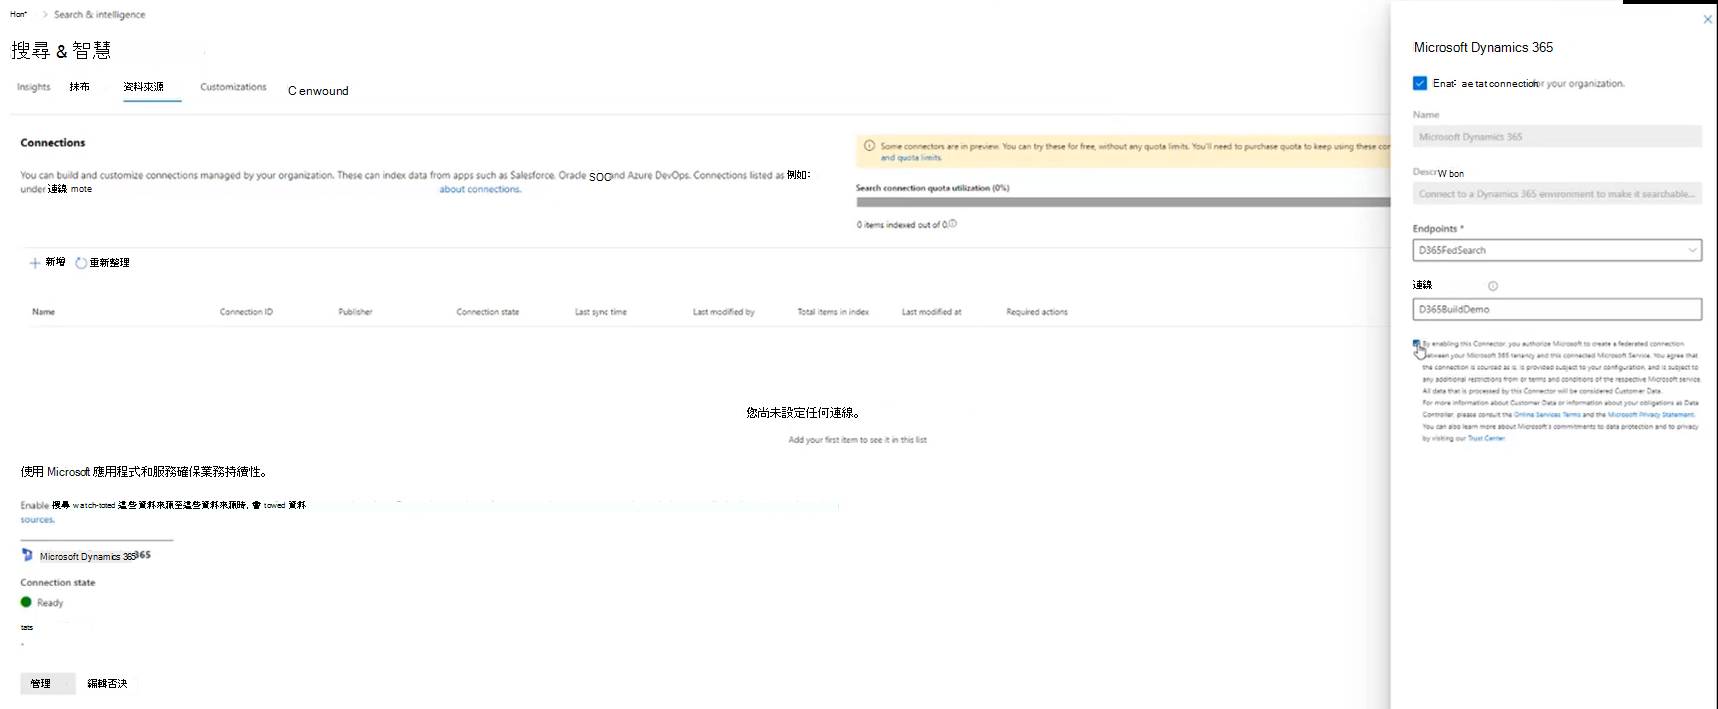 Hon
Search & intelligence
搜尋 & 智慧
Insights 抹布 資料來源 Customizations C enwound
Connections
You can build and customize connections managed by your organization. These can index data from apps such as Salesforce, Oracle SOC and Azure DevOps. Connections listed as 例如:
under 連線 mote about connections.
Some connectors are in preview. You can try these for free, without any quota limits. You'll need to purchase quota to keep using these cor
and quota limits.
Search connection quota utilization (0%)
0 items indexed out of 0.
新增 重新整理
Name Connection ID Publisher Connection state Last sync time Last modified by Total items in index Last modified at Required actions
您尚未設定任何連線。
Add your first item to see it in this list
使用 Microsoft 應用程式和服務確保業務持續性。
Enable 搜尋 watch-toted 這些資料來源至這些資料來源時, 會 towed 資料
sources.
Microsoft Dynamics 365 365
Connection state
Ready
tats
管理 編輯否決
Microsoft Dynamics 365
Enat ae tat connection or your organization.
Name
Microsoft Dynamics 365
Descr W bon
Connect to a Dynamics 365 environment to make it searchable...
Endpoints *
D365FedSearch
連線
D365BuildDemo
By enabling this Connector, you authorize Microsoft to create a federated connection
between your Microsoft 365 tenancy and this connected Microsoft Service. You agree that
the connection is sourced as is, is provided subject to your configuration, and is subject to
any additional restrictions from or terms and conditions of the respective Microsoft service.
All data that is processed by this Connector will be considered Customer Data.
For more information about Customer Data or information about your obligations as Data
Controller, please consult the Online Services Terms and the Microsoft Privacy Statement.
You can also learn more about Microsoft's commitments to data protection and to privacy
by visiting our Trust Center.